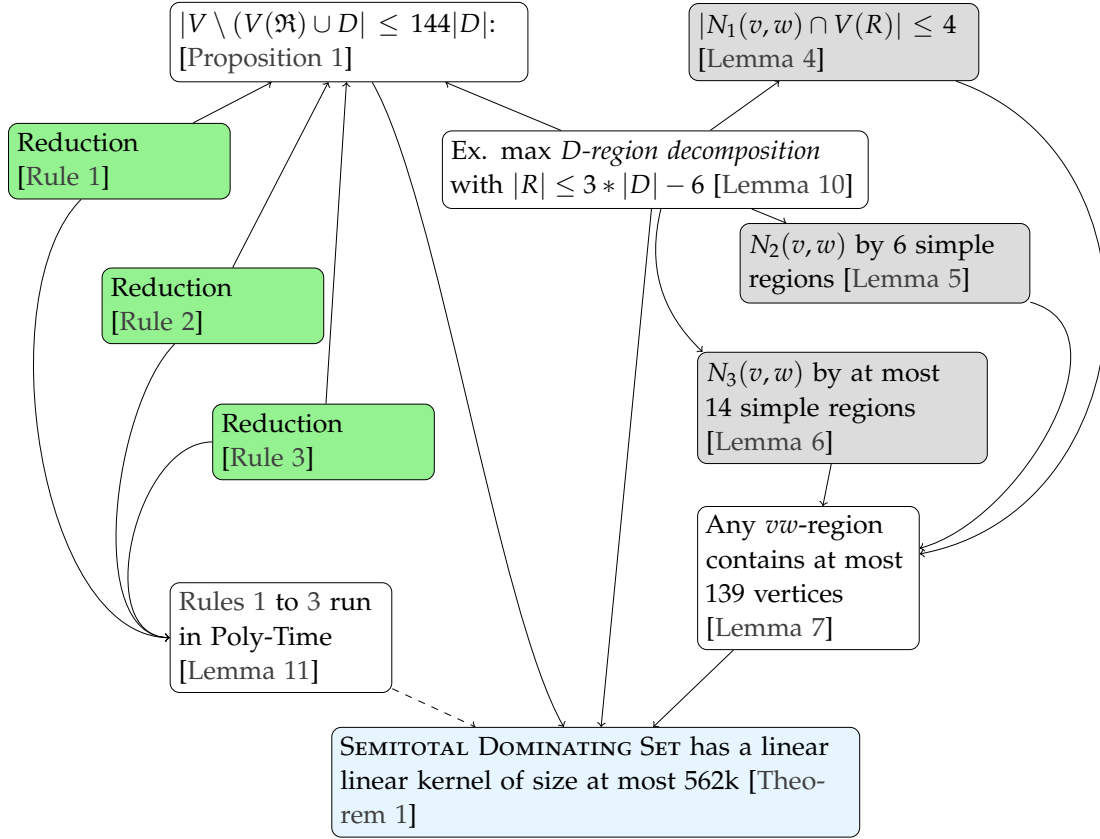 |V \ (V(ℜ) ∪ D| ≤ 144|D|:
[Proposition 1]
|N₁(v, w) ∩ V(R)| ≤ 4
[Lemma 4]
Reduction
[Rule 1]
Ex. max D-region decomposition
with |R| ≤ 3 ∗ |D| − 6 [Lemma 10]
N₂(v, w) by 6 simple
regions [Lemma 5]
Reduction
[Rule 2]
N₃(v, w) by at most
14 simple regions
[Lemma 6]
Reduction
[Rule 3]
Any vw-region
contains at most
139 vertices
[Lemma 7]
Rules 1 to 3 run
in Poly-Time
[Lemma 11]
Semitotal Dominating Set has a linear
linear kernel of size at most 562k [Theo-
rem 1]